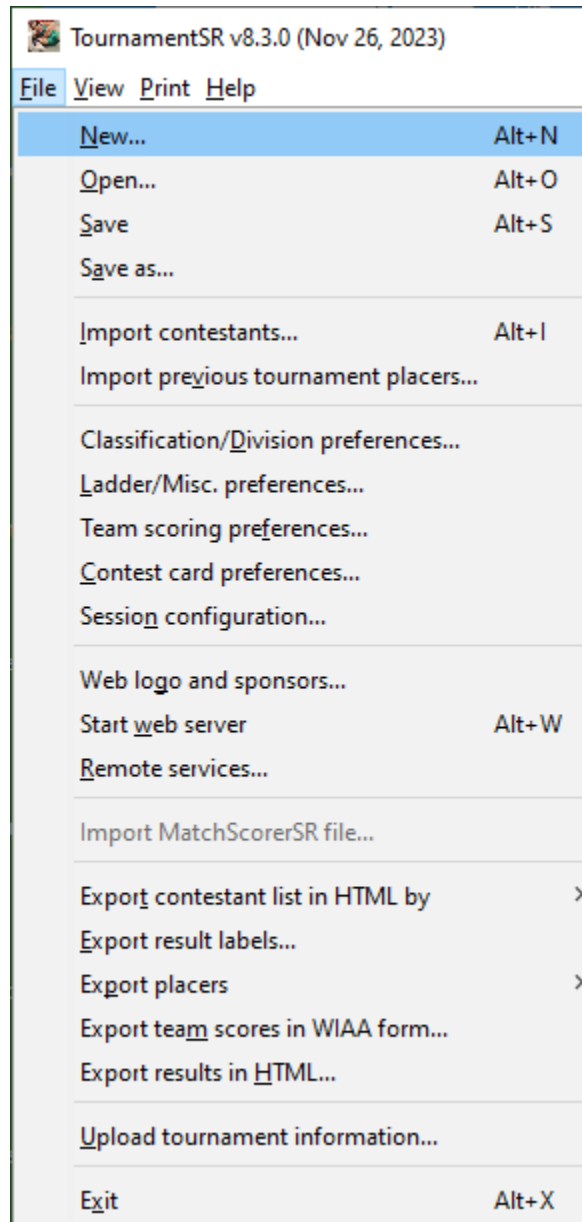 TournamentSR v8.3.0 (Nov 26, 2023)
File View Print Help
New... Alt+N
Open... Alt+O
Save Alt+S
Save as...
Import contestants... Alt+I
Import previous tournament placers...
Classification/Division preferences...
Ladder/Misc. preferences...
Team scoring preferences...
Contest card preferences...
Session configuration...
Web logo and sponsors...
Start web server Alt+W
Remote services...
Import MatchScorerSR file...
Export contestant list in HTML by
Export result labels...
Export placers
Export team scores in WIAA form...
Export results in HTML...
Upload tournament information...
Exit Alt+X